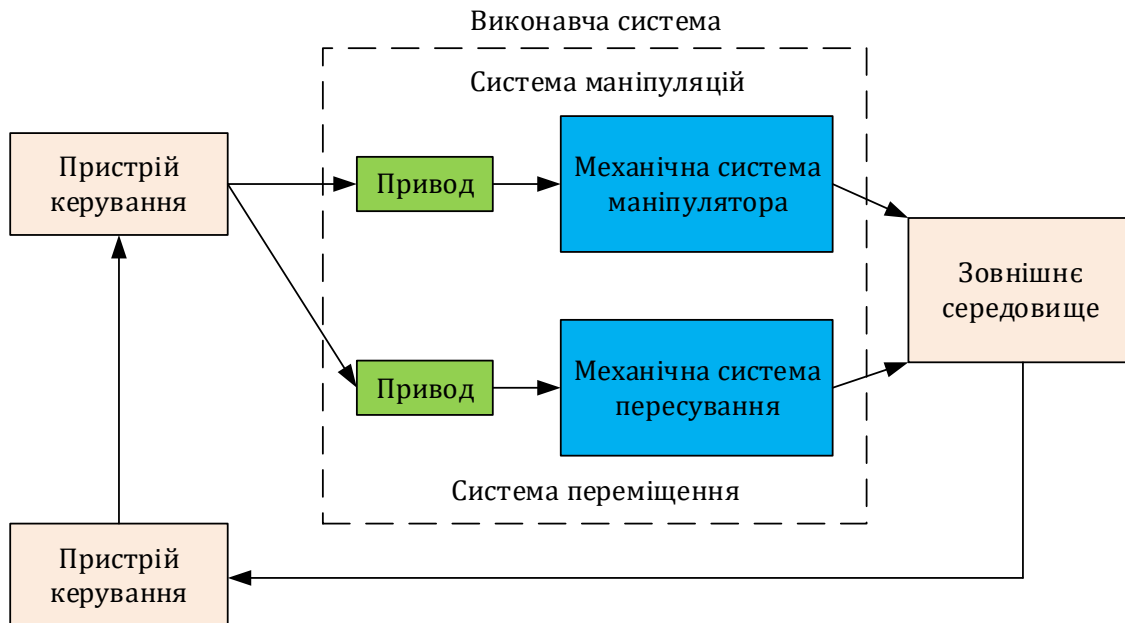 Виконавча система
Система маніпуляцій
Пристрій
керування
Привод
Механічна система
маніпулятора
Зовнішнє
середовище
Привод
Механічна система
пересування
Система переміщення
Пристрій
керування